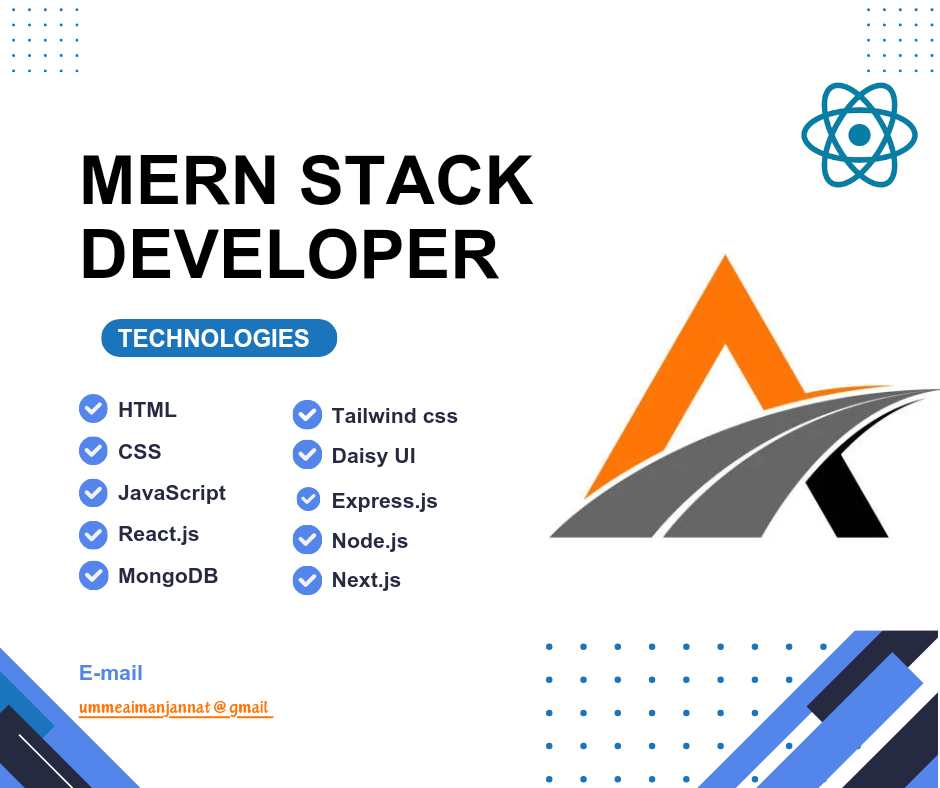 MERN STACK
DEVELOPER
TECHNOLOGIES
HTML
CSS
JavaScript
React.js
MongoDB
Tailwind css
Daisy UI
Express.js
Node.js
Next.js
E-mail
ummeaimanjannat @ gmail